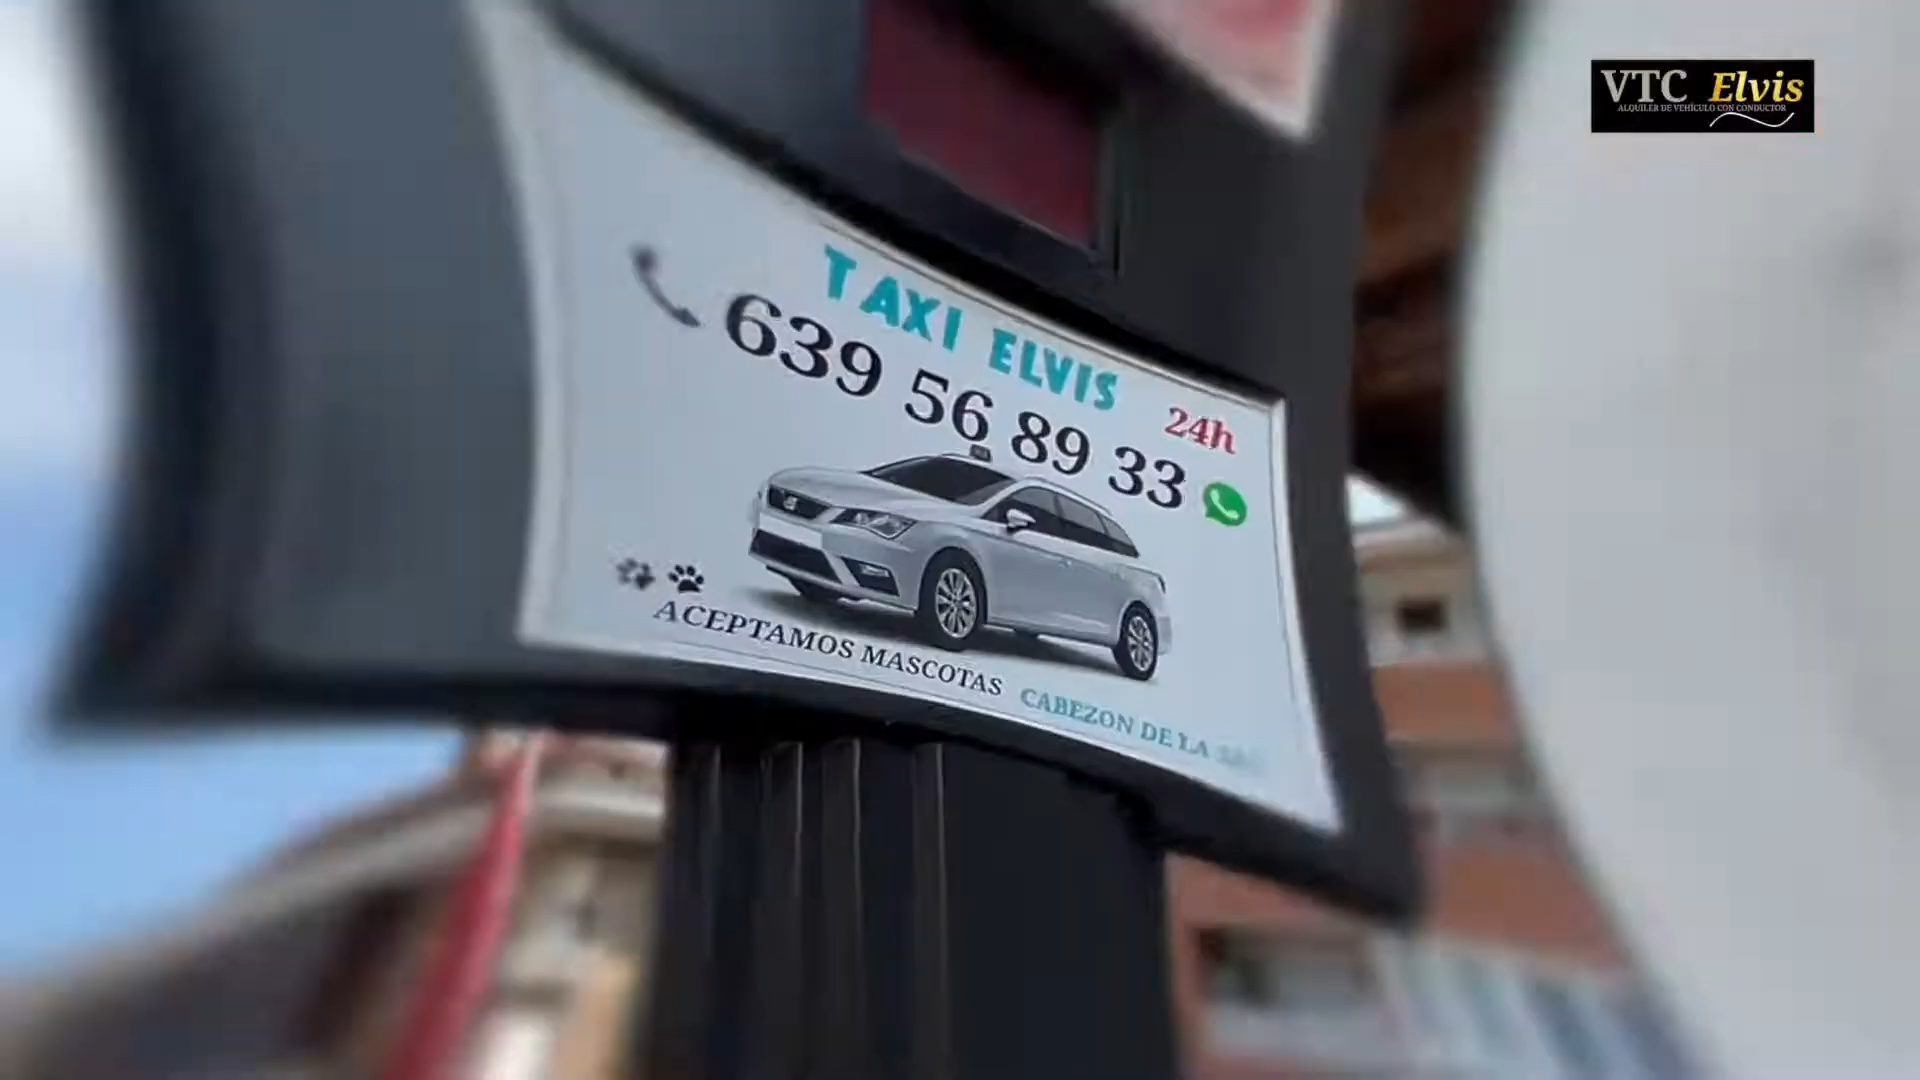 VTC Elvis
ALQUILER DE VEHÍCULO CON CONDUCTOR
TAXI ELVIS
639 56 89 33
24h
ACEPTAMOS MASCOTAS
CABEZON DE LA